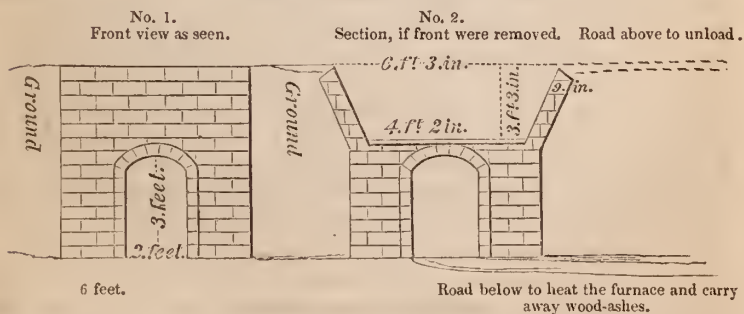 No. 1.
Front view as seen.
No. 2.
Section, if front were removed.
Road above to unload.
Ground
Ground
6.ft 3.in.
3.ft 3.in.
9.in.
4.ft 2in.
3.feet.
2.feet.
6 feet.
Road below to heat the furnace and carry
away wood-ashes.